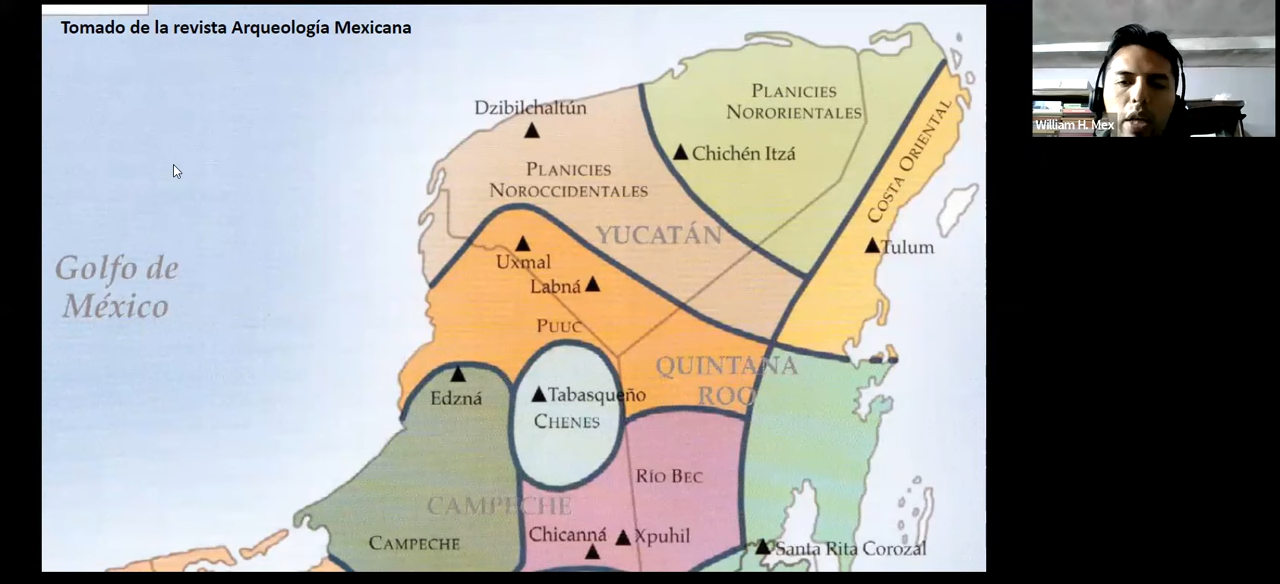 Tomado de la revista Arqueología Mexicana
William H. Mex
Dzibilchaltún
PLANICIES
NORORIENTALES
COSTA ORIENTAL
Chichén Itzá
PLANICIES
NOROCCIDENTALES
YUCATÁN
Tulum
Golfo de
México
Uxmal
Labná
PUUC
QUINTANA
ROO
Edzná
Tabasqueño
CHENES
RÍO BEC
CAMPECHE
CAMPECHE
Chicanná
Xpuhil
Santa Rita Corozal